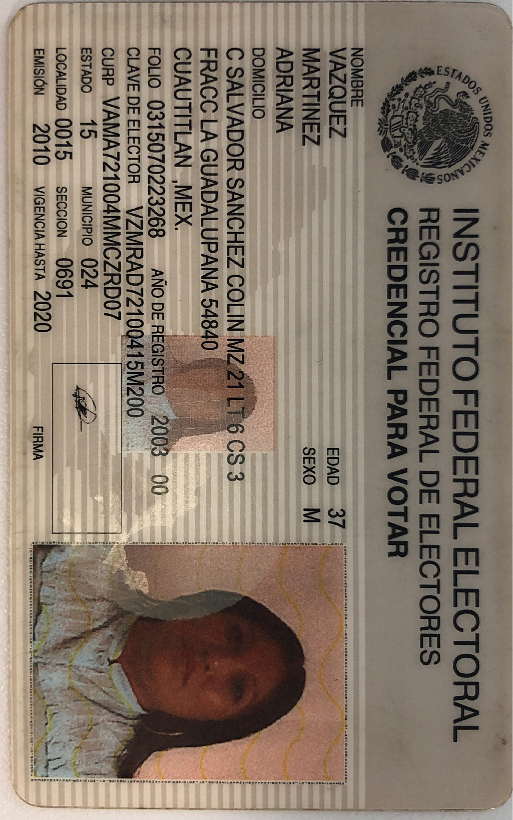 ESTADOS UNIDOS MEXICANOS
INSTITUTO FEDERAL ELECTORAL
REGISTRO FEDERAL DE ELECTORES
CREDENCIAL PARA VOTAR
NOMBRE
VAZQUEZ
MARTINEZ
ADRIANA
EDAD 37
SEXO M
DOMICILIO
C SALVADOR SANCHEZ COLIN MZ 21 LT 6 CS 3
FRACC LA GUADALUPANA 54840
CUAUTITLAN ,MEX.
FOLIO 0315070223268 AÑO DE REGISTRO 2003 00
CLAVE DE ELECTOR VZMRAD72100415M200
CURP VAMA721004MMCZRD07
ESTADO 15 MUNICIPIO 024
LOCALIDAD 0015 SECCION 0691
EMISIÓN 2010 VIGENCIA HASTA 2020
FIRMA